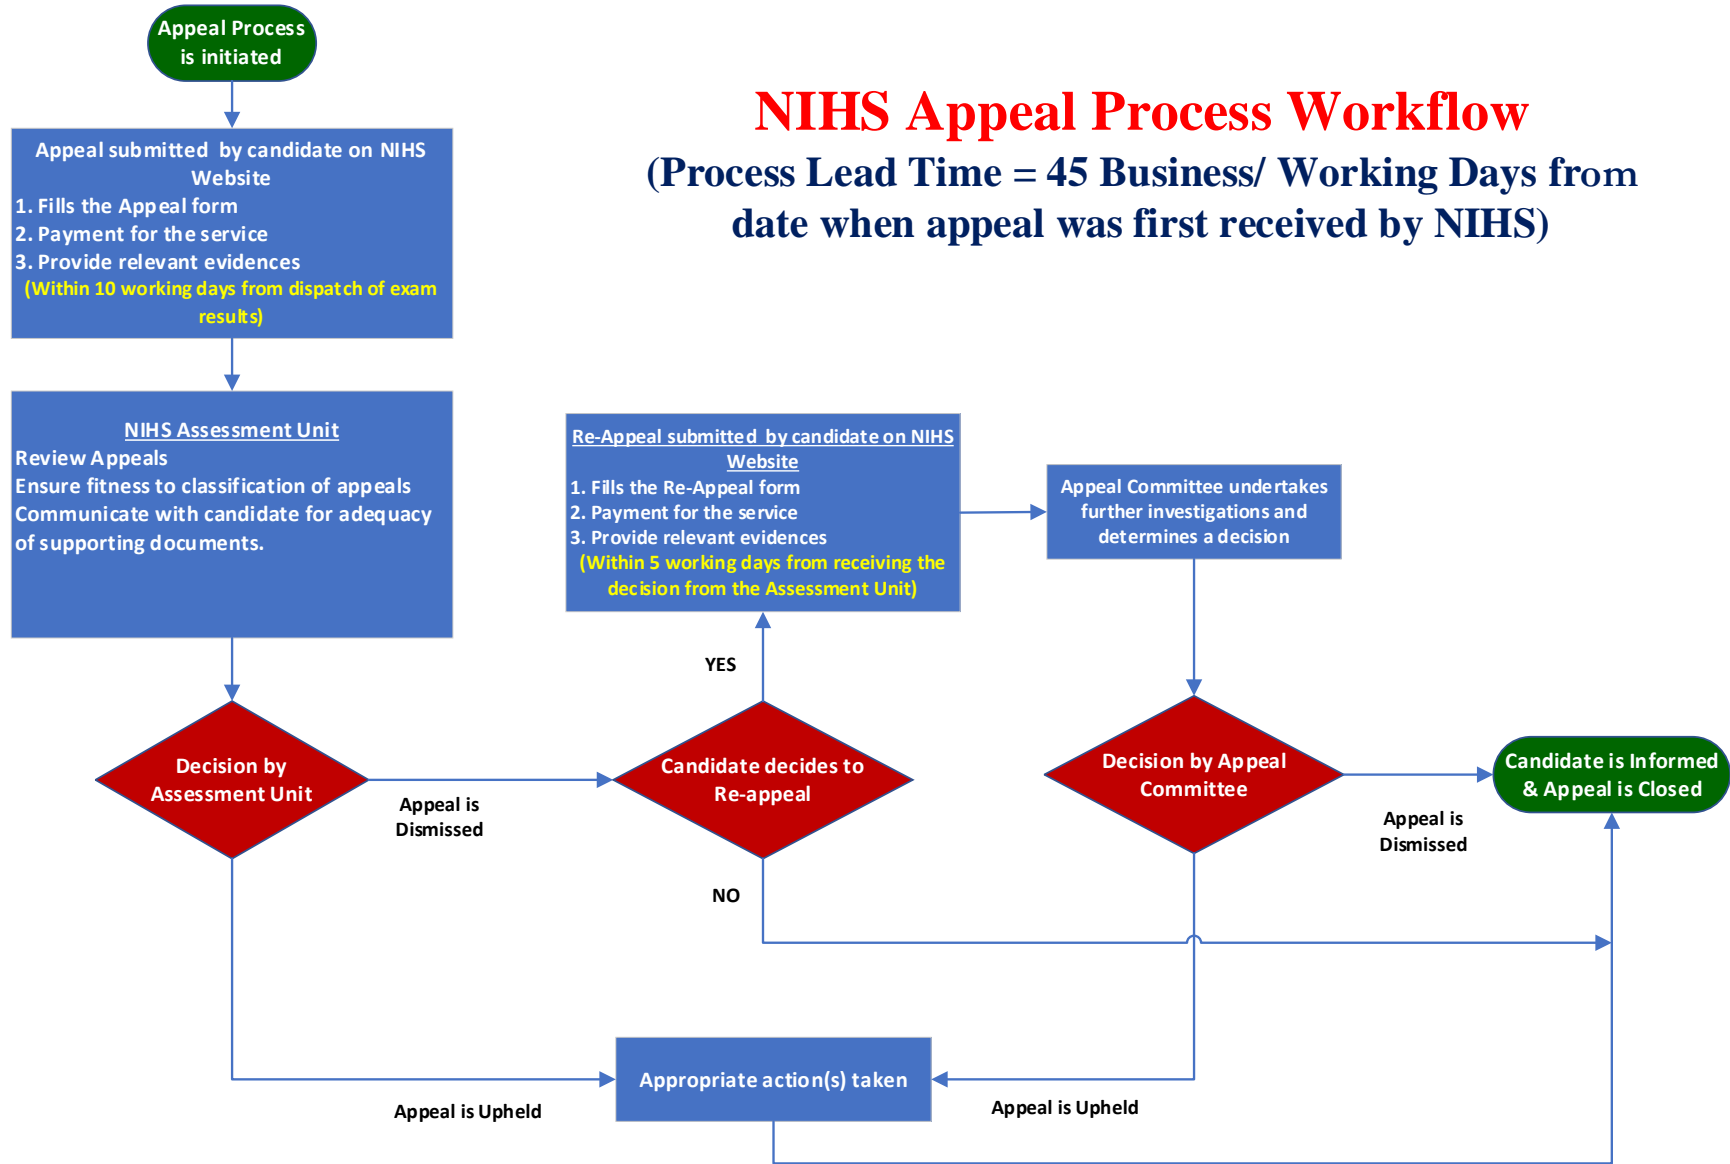 Appeal Process
is initiated
NIHS Appeal Process Workflow
(Process Lead Time = 45 Business/ Working Days from
date when appeal was first received by NIHS)
Appeal submitted  by candidate on NIHS
Website
1. Fills the Appeal form
2. Payment for the service
3. Provide relevant evidences
(Within 10 working days from dispatch of exam
results)
NIHS Assessment Unit
Review Appeals
Ensure fitness to classification of appeals
Communicate with candidate for adequacy
of supporting documents.
Re-Appeal submitted  by candidate on NIHS
Website
1. Fills the Re-Appeal form
2. Payment for the service
3. Provide relevant evidences
(Within 5 working days from receiving the
decision from the Assessment Unit)
Appeal Committee undertakes
further investigations and
determines a decision
YES
Decision by
Assessment Unit
Appeal is
Dismissed
Candidate decides to
Re-appeal
Decision by Appeal
Committee
Appeal is
Dismissed
Candidate is Informed
& Appeal is Closed
NO
Appropriate action(s) taken
Appeal is Upheld
Appeal is Upheld